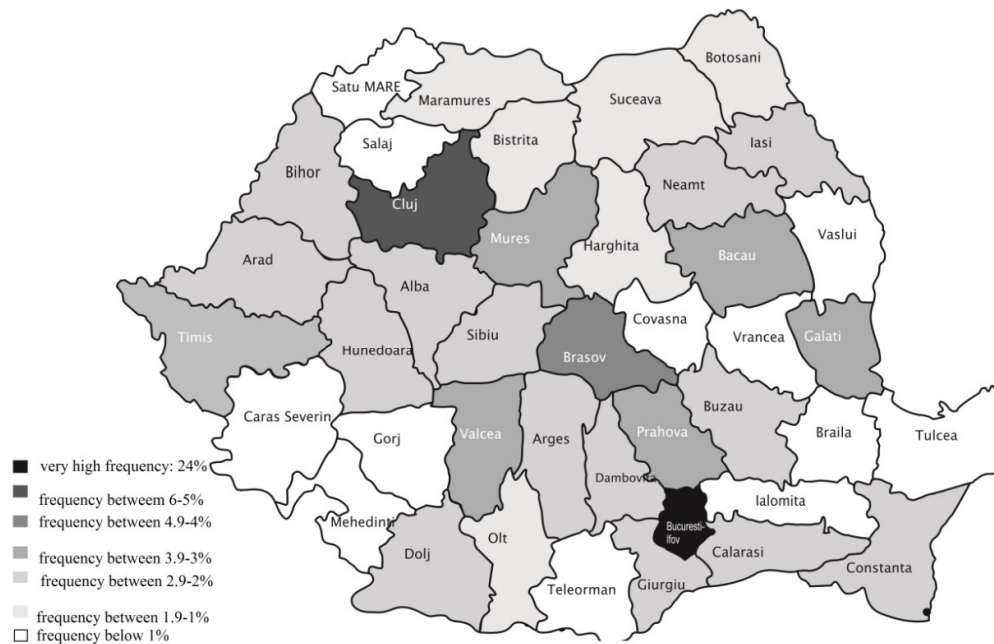 Botosani
Satu MARE
Maramures
Suceava
Salaj
Bistrita
Iasi
Bihor
Neamt
Cluj
Mures
Harghita
Vaslui
Bacau
Arad
Alba
Covasna
Timis
Hunedoara
Sibiu
Brasov
Vrancea
Galati
Caras Severin
Gorj
Valcea
Arges
Prahova
Buzau
Braila
Tulcea
Dambovita
Ialomita
Mehedinti
Dolj
Olt
Bucuresti-
Ifov
Calarasi
Teleorman
Giurgiu
Constanta
very high frequency: 24%
frequency between 6-5%
frequency between 4.9-4%
frequency between 3.9-3%
frequency between 2.9-2%
frequency between 1.9-1%
frequency below 1%